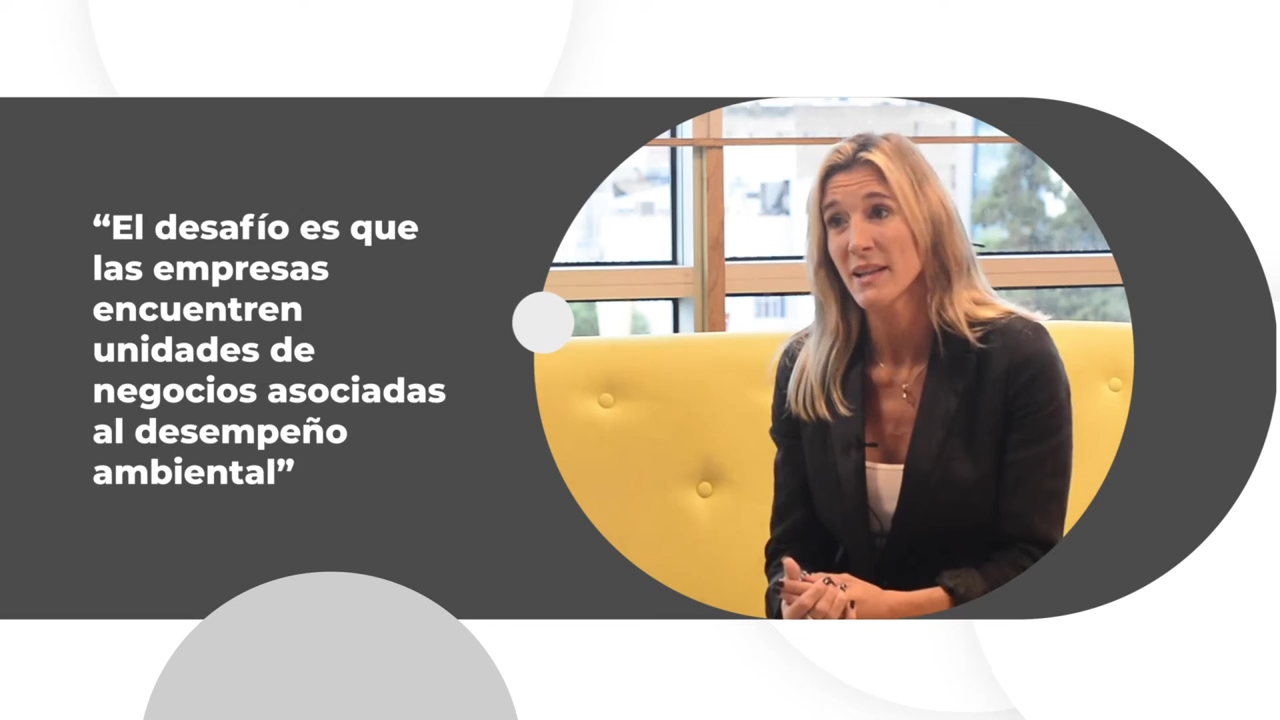 “El desafío es que
las empresas
encuentren
unidades de
negocios asociadas
al desempeño
ambiental”